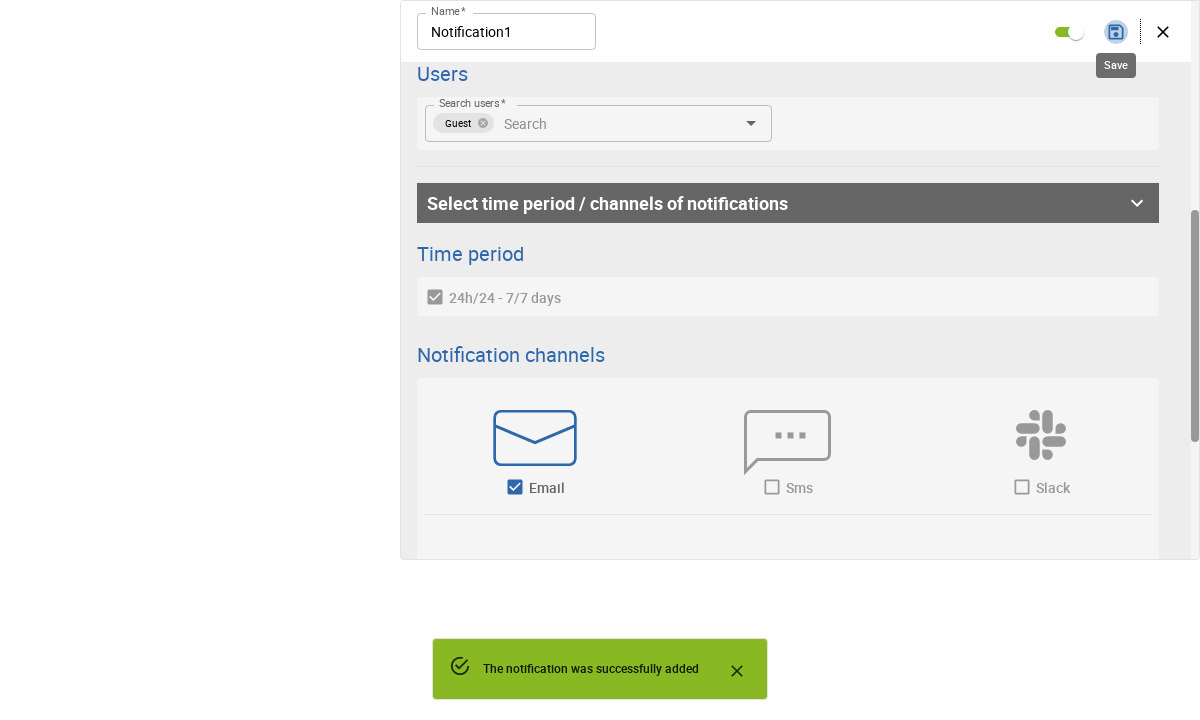 Name *
Notification1
Save
Users
Search users *
Guest
Search
Select time period / channels of notifications
Time period
24h/24 - 7/7 days
Notification channels
Email
Sms
Slack
The notification was successfully added